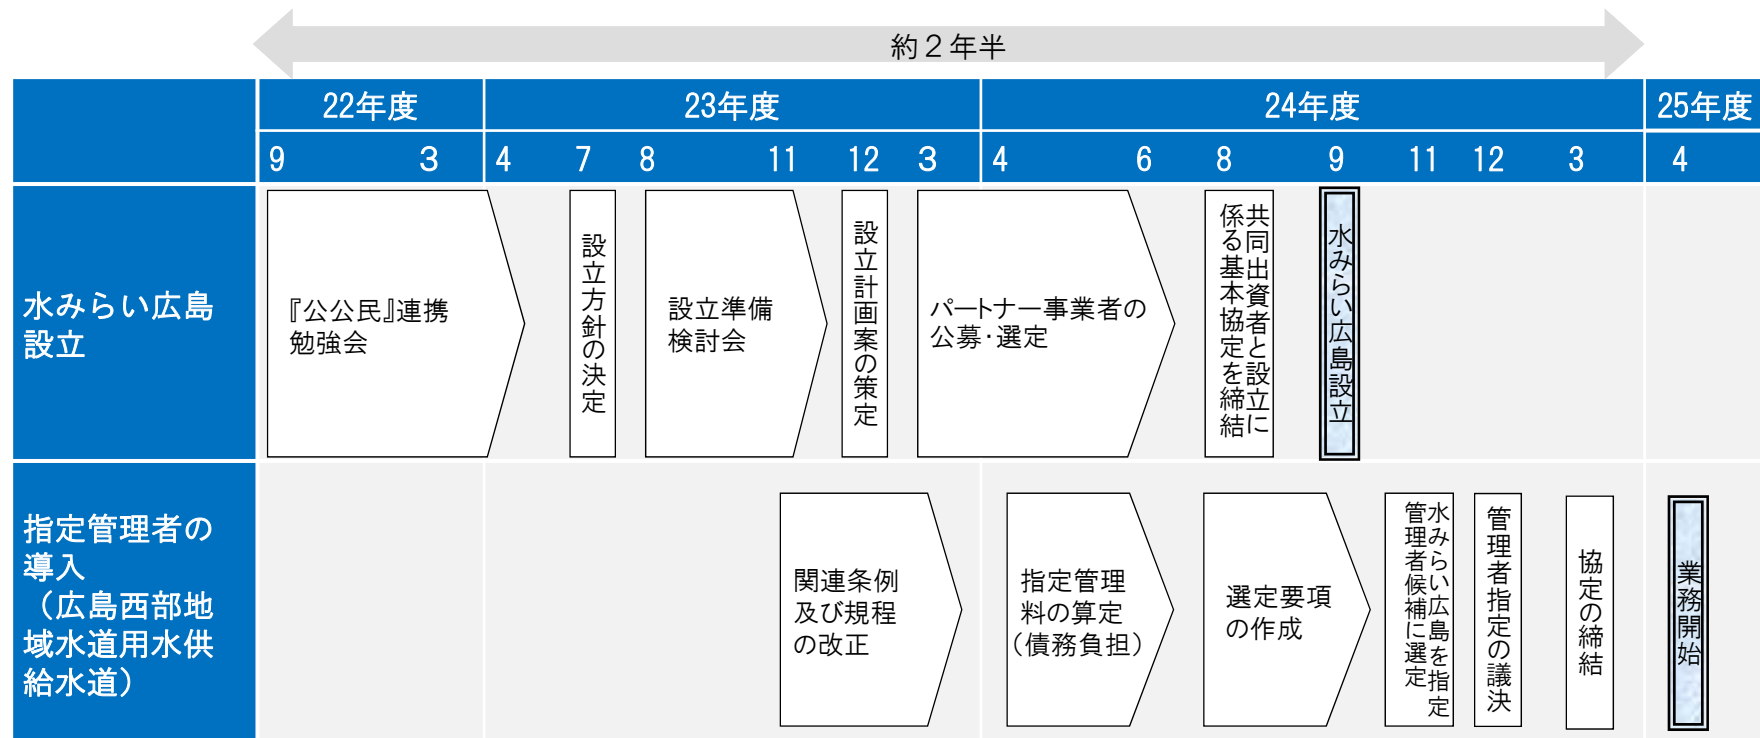 約２年半
22年度
23年度
24年度
25年度
9
3
4
7
8
11
12
3
4
6
8
9
11
12
3
4
水みらい広島
設立
『公公民』連携
勉強会
設立方針の決定
設立準備
検討会
設立計画案の策定
パートナー事業者の
公募・選定
共同出資者と設立に
係る基本協定を締結
水みらい広島設立
指定管理者の
導入
（広島西部地
域水道用水供
給水道）
関連条例
及び規程
の改正
指定管理
料の算定
（債務負担）
選定要項
の作成
水みらい広島を指定
管理者候補に選定
管理者指定の議決
協定の締結
業務開始